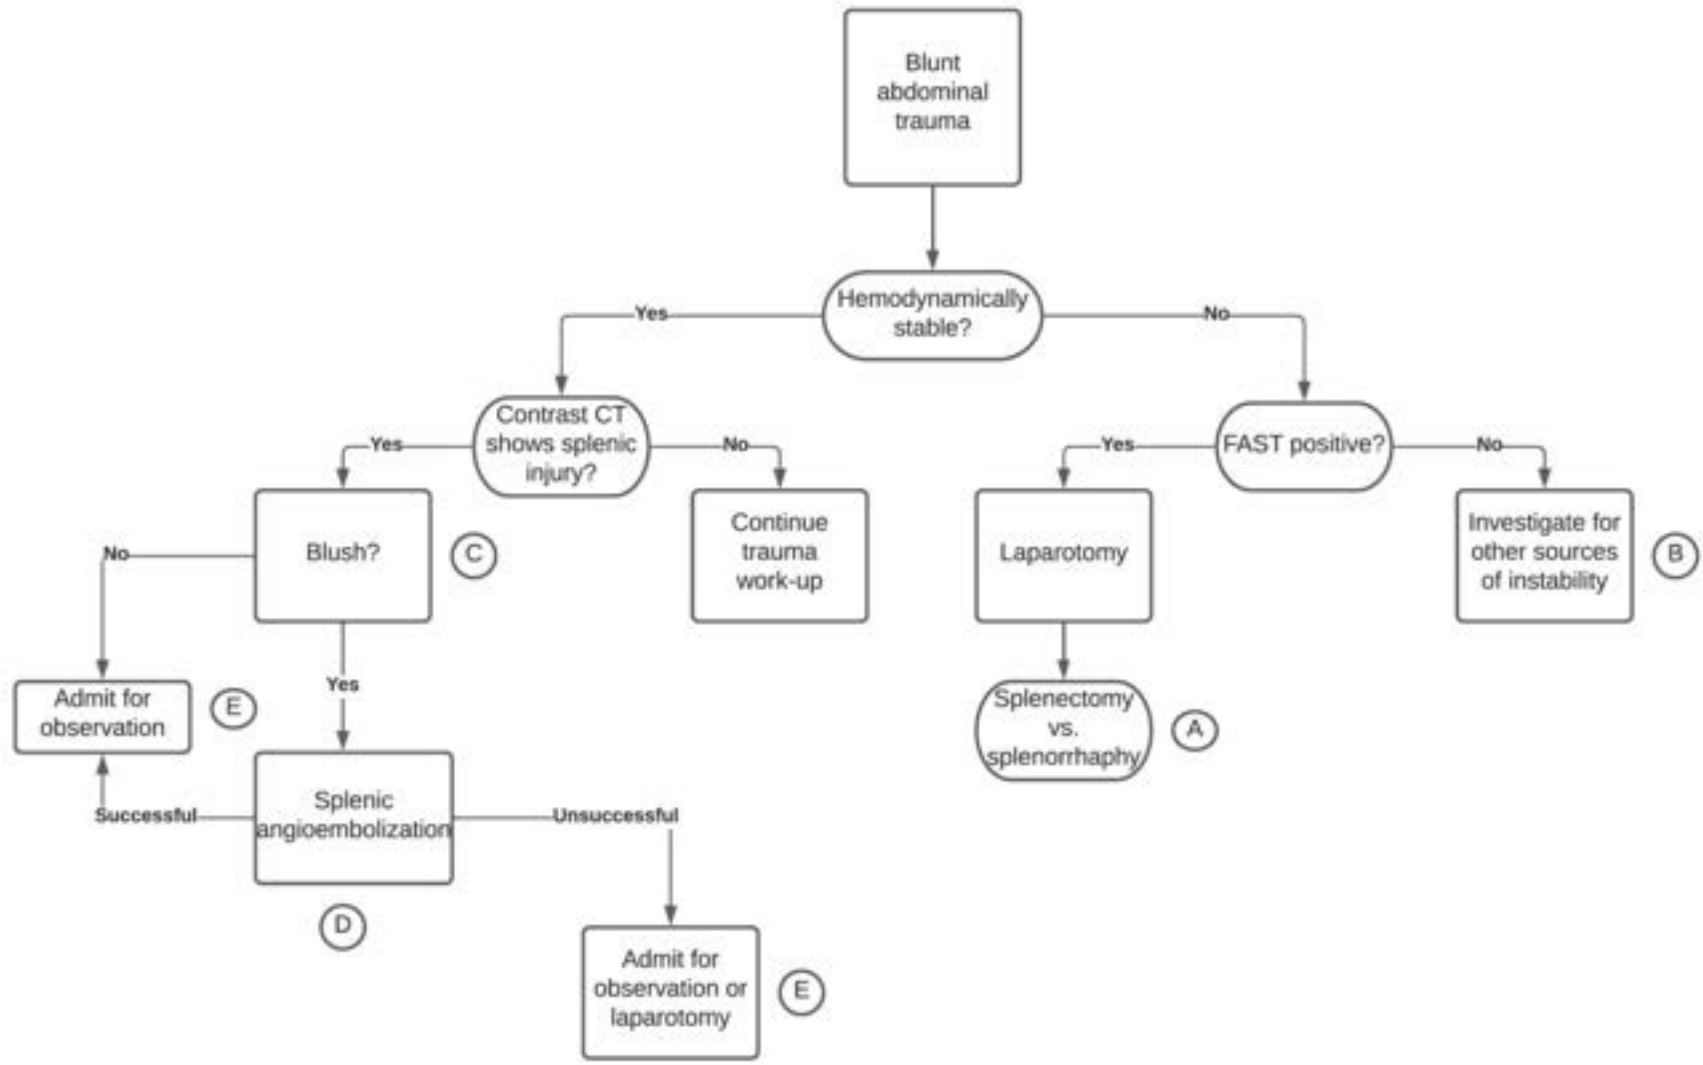 Blunt
abdominal
trauma
Hemodynamically
stable?
Yes
No
Contrast CT
shows splenic
injury?
FAST positive?
Yes
No
Yes
No
Blush?
C
Continue
trauma
work-up
Laparotomy
Investigate for
other sources
of instability
B
No
Yes
Admit for
observation
E
Splenectomy
vs.
splenorrhaphy
A
Splenic
angioembolization
Successful
Unsuccessful
D
Admit for
observation or
laparotomy
E